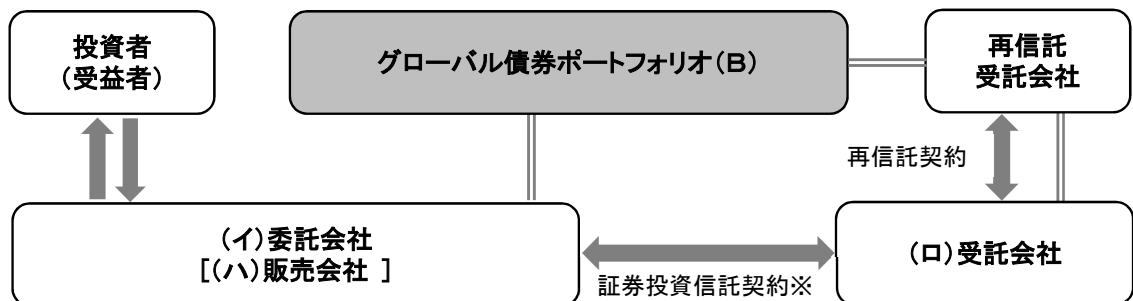 投資者
(受益者)
グローバル債券ポートフォリオ(B)
再信託
受託会社
再信託契約
(イ)委託会社
[(ハ)販売会社 ]
証券投資信託契約※
(ロ)受託会社